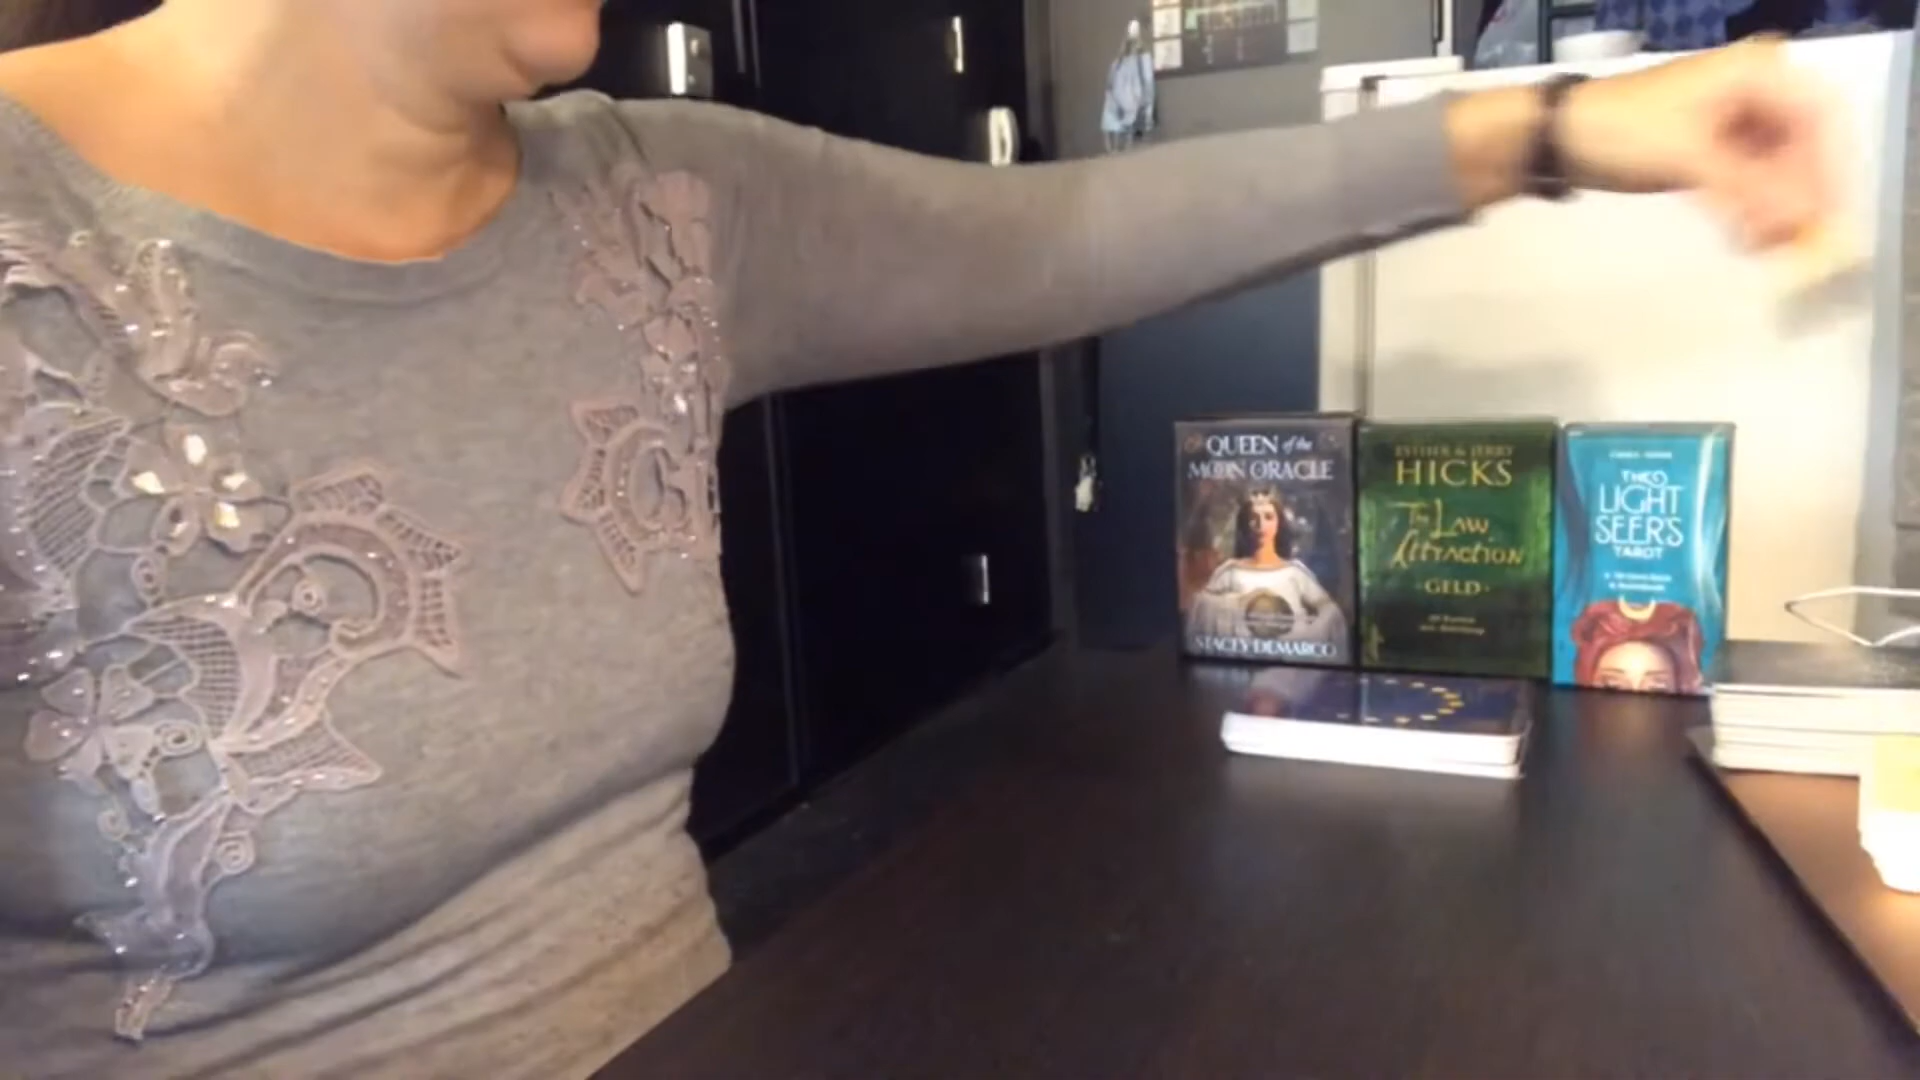 QUEEN of the
MOON ORACLE
STACEY DEMARCO
ESTHER & JERRY
HICKS
The Law
Attraction
· GELD ·
THE
LIGHT
SEER'S
TAROT